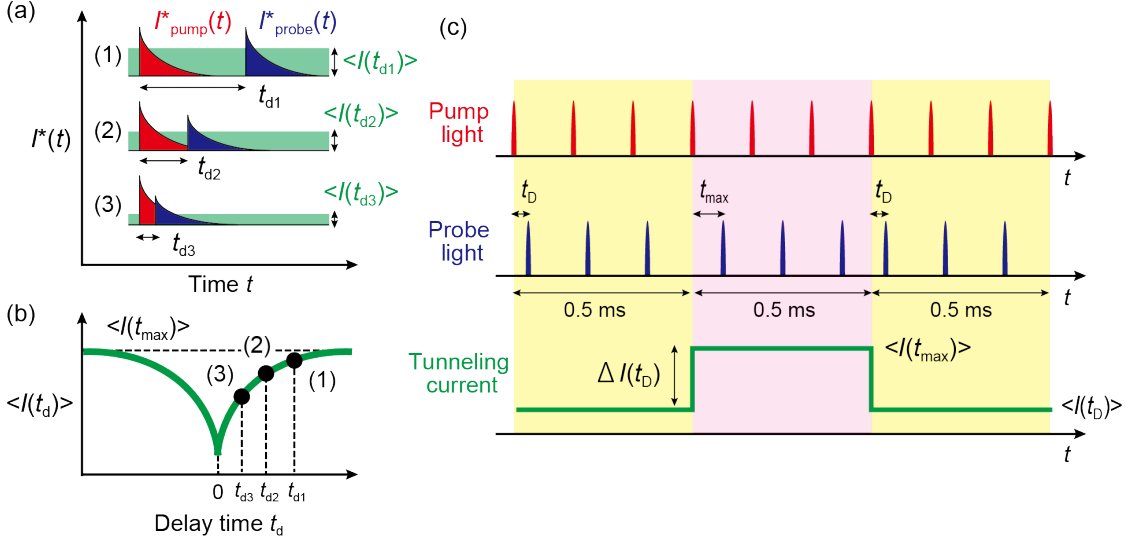 (a)
I*pump(t)
I*probe(t)
(1)
<I(td1)>
td1
I*(t)
(2)
<I(td2)>
td2
(3)
<I(td3)>
td3
Time t
(b)
<I(tmax)>
(2)
(3)
(1)
<I(td)>
0
td3
td2
td1
Delay time td
(c)
Pump
light
t
tD
tmax
tD
Probe
light
t
0.5 ms
0.5 ms
0.5 ms
Tunneling
current
Δ I(tD)
<I(tmax)>
<I(tD)>
t